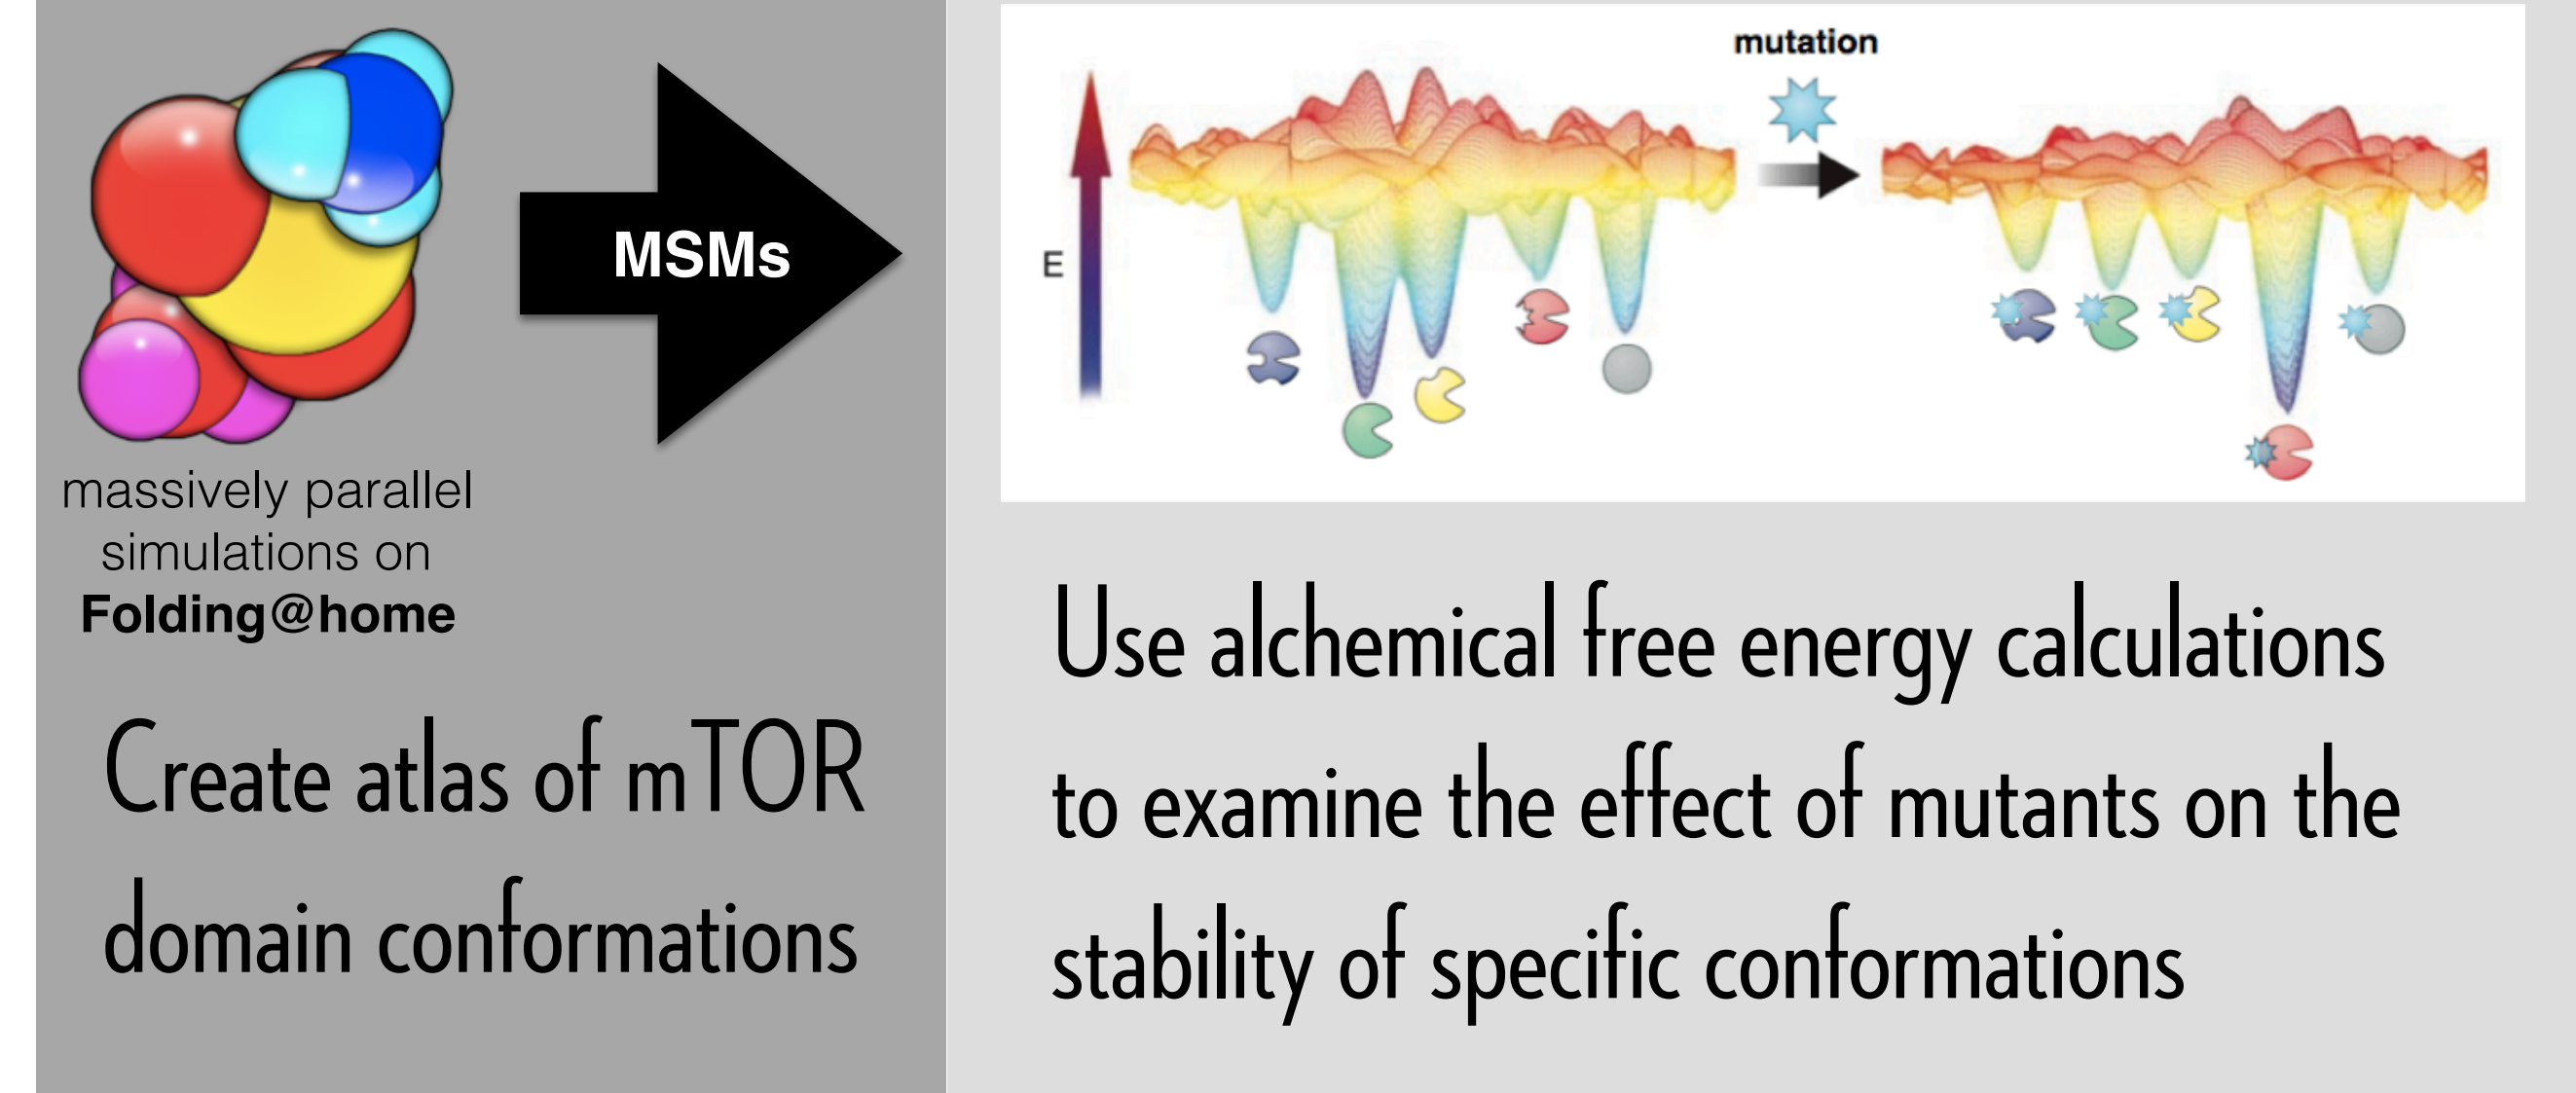 massively parallel
simulations on
Folding@home
MSMs
Create atlas of mTOR
domain conformations
mutation
E
Use alchemical free energy calculations
to examine the effect of mutants on the
stability of specific conformations